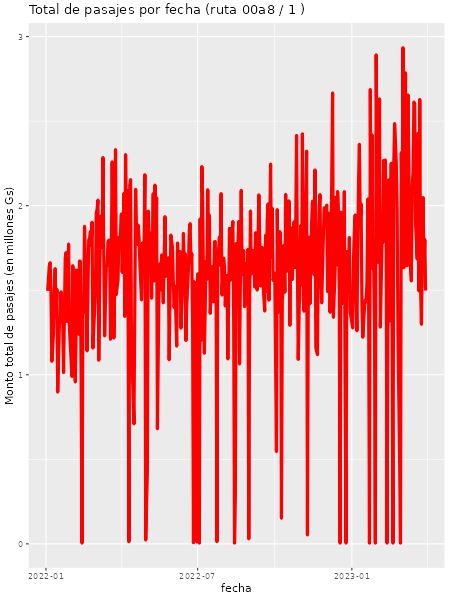 Total de pasajes por fecha (ruta 00a8 / 1 )
Monto total de pasajes (en millones Gs)
3
2
1
0
2022-01
2022-07
2023-01
fecha